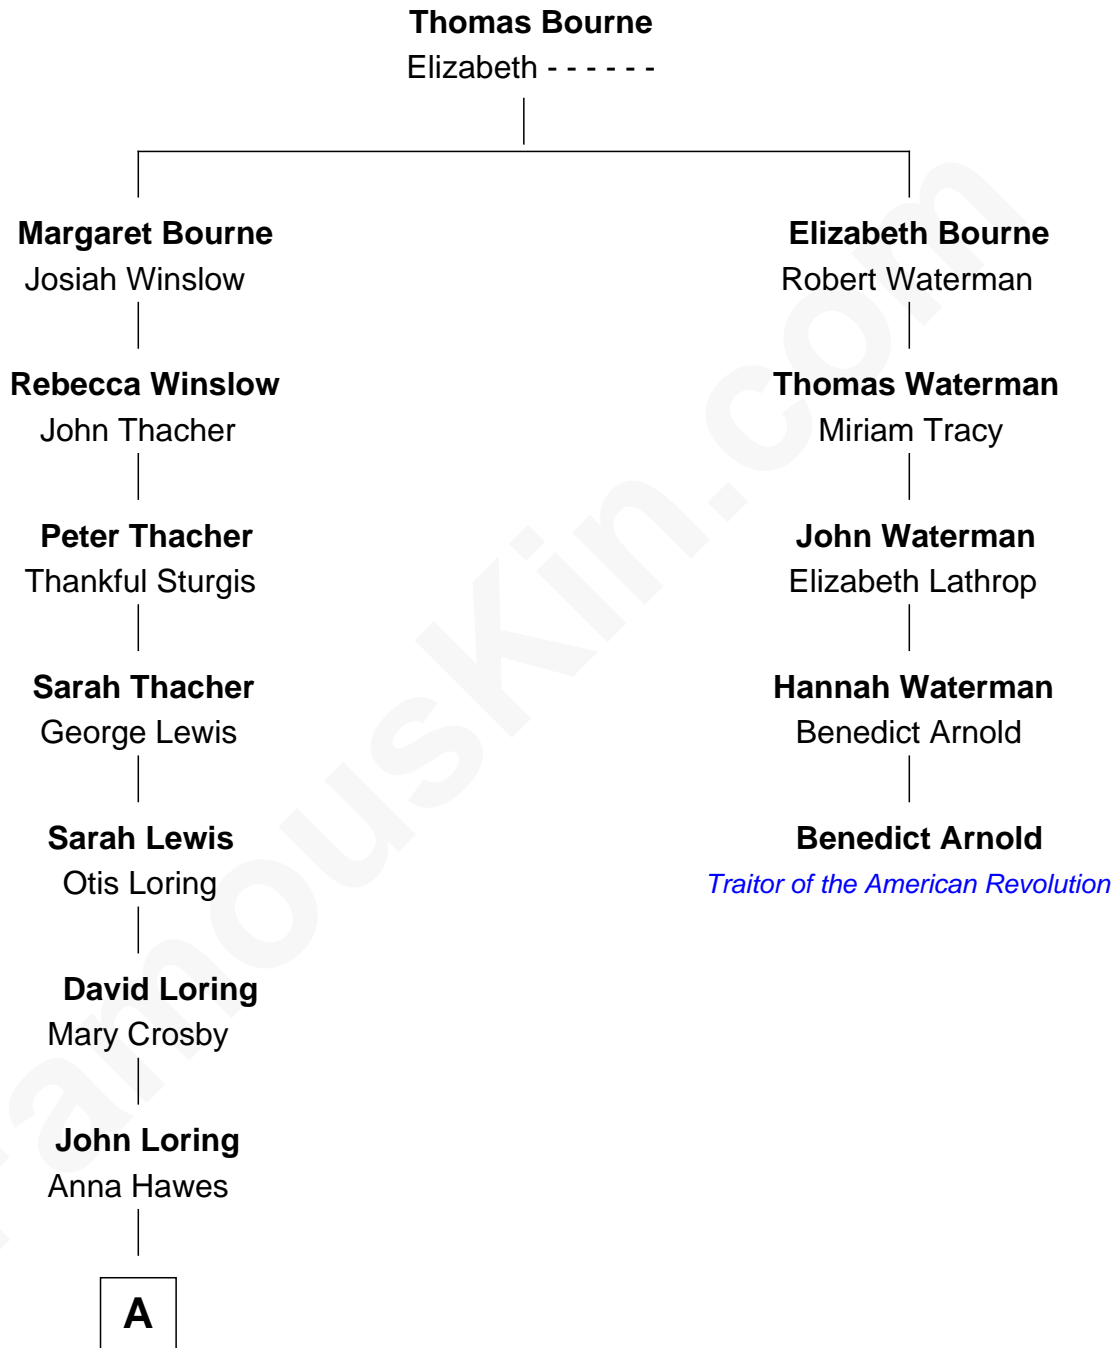 Thomas Bourne
Elizabeth - - - - - -
Margaret Bourne
Josiah Winslow
Rebecca Winslow
John Thacher
Peter Thacher
Thankful Sturgis
Sarah Thacher
George Lewis
Sarah Lewis
Otis Loring
David Loring
Mary Crosby
John Loring
Anna Hawes
A
Elizabeth Bourne
Robert Waterman
Thomas Waterman
Miriam Tracy
John Waterman
Elizabeth Lathrop
Hannah Waterman
Benedict Arnold
Benedict Arnold
Traitor of the American Revolution
FamousKin.com